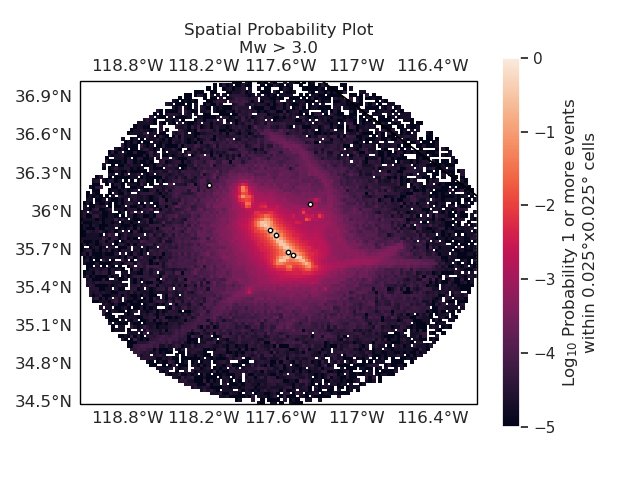 Spatial Probability Plot
Mw > 3.0
118.8°W 118.2°W 117.6°W 117°W 116.4°W
36.9°N
36.6°N
36.3°N
36°N
35.7°N
35.4°N
35.1°N
34.8°N
34.5°N
118.8°W 118.2°W 117.6°W 117°W 116.4°W
0
−1
−2
−3
−4
−5
Log₁₀ Probability 1 or more events
within 0.025°x0.025° cells